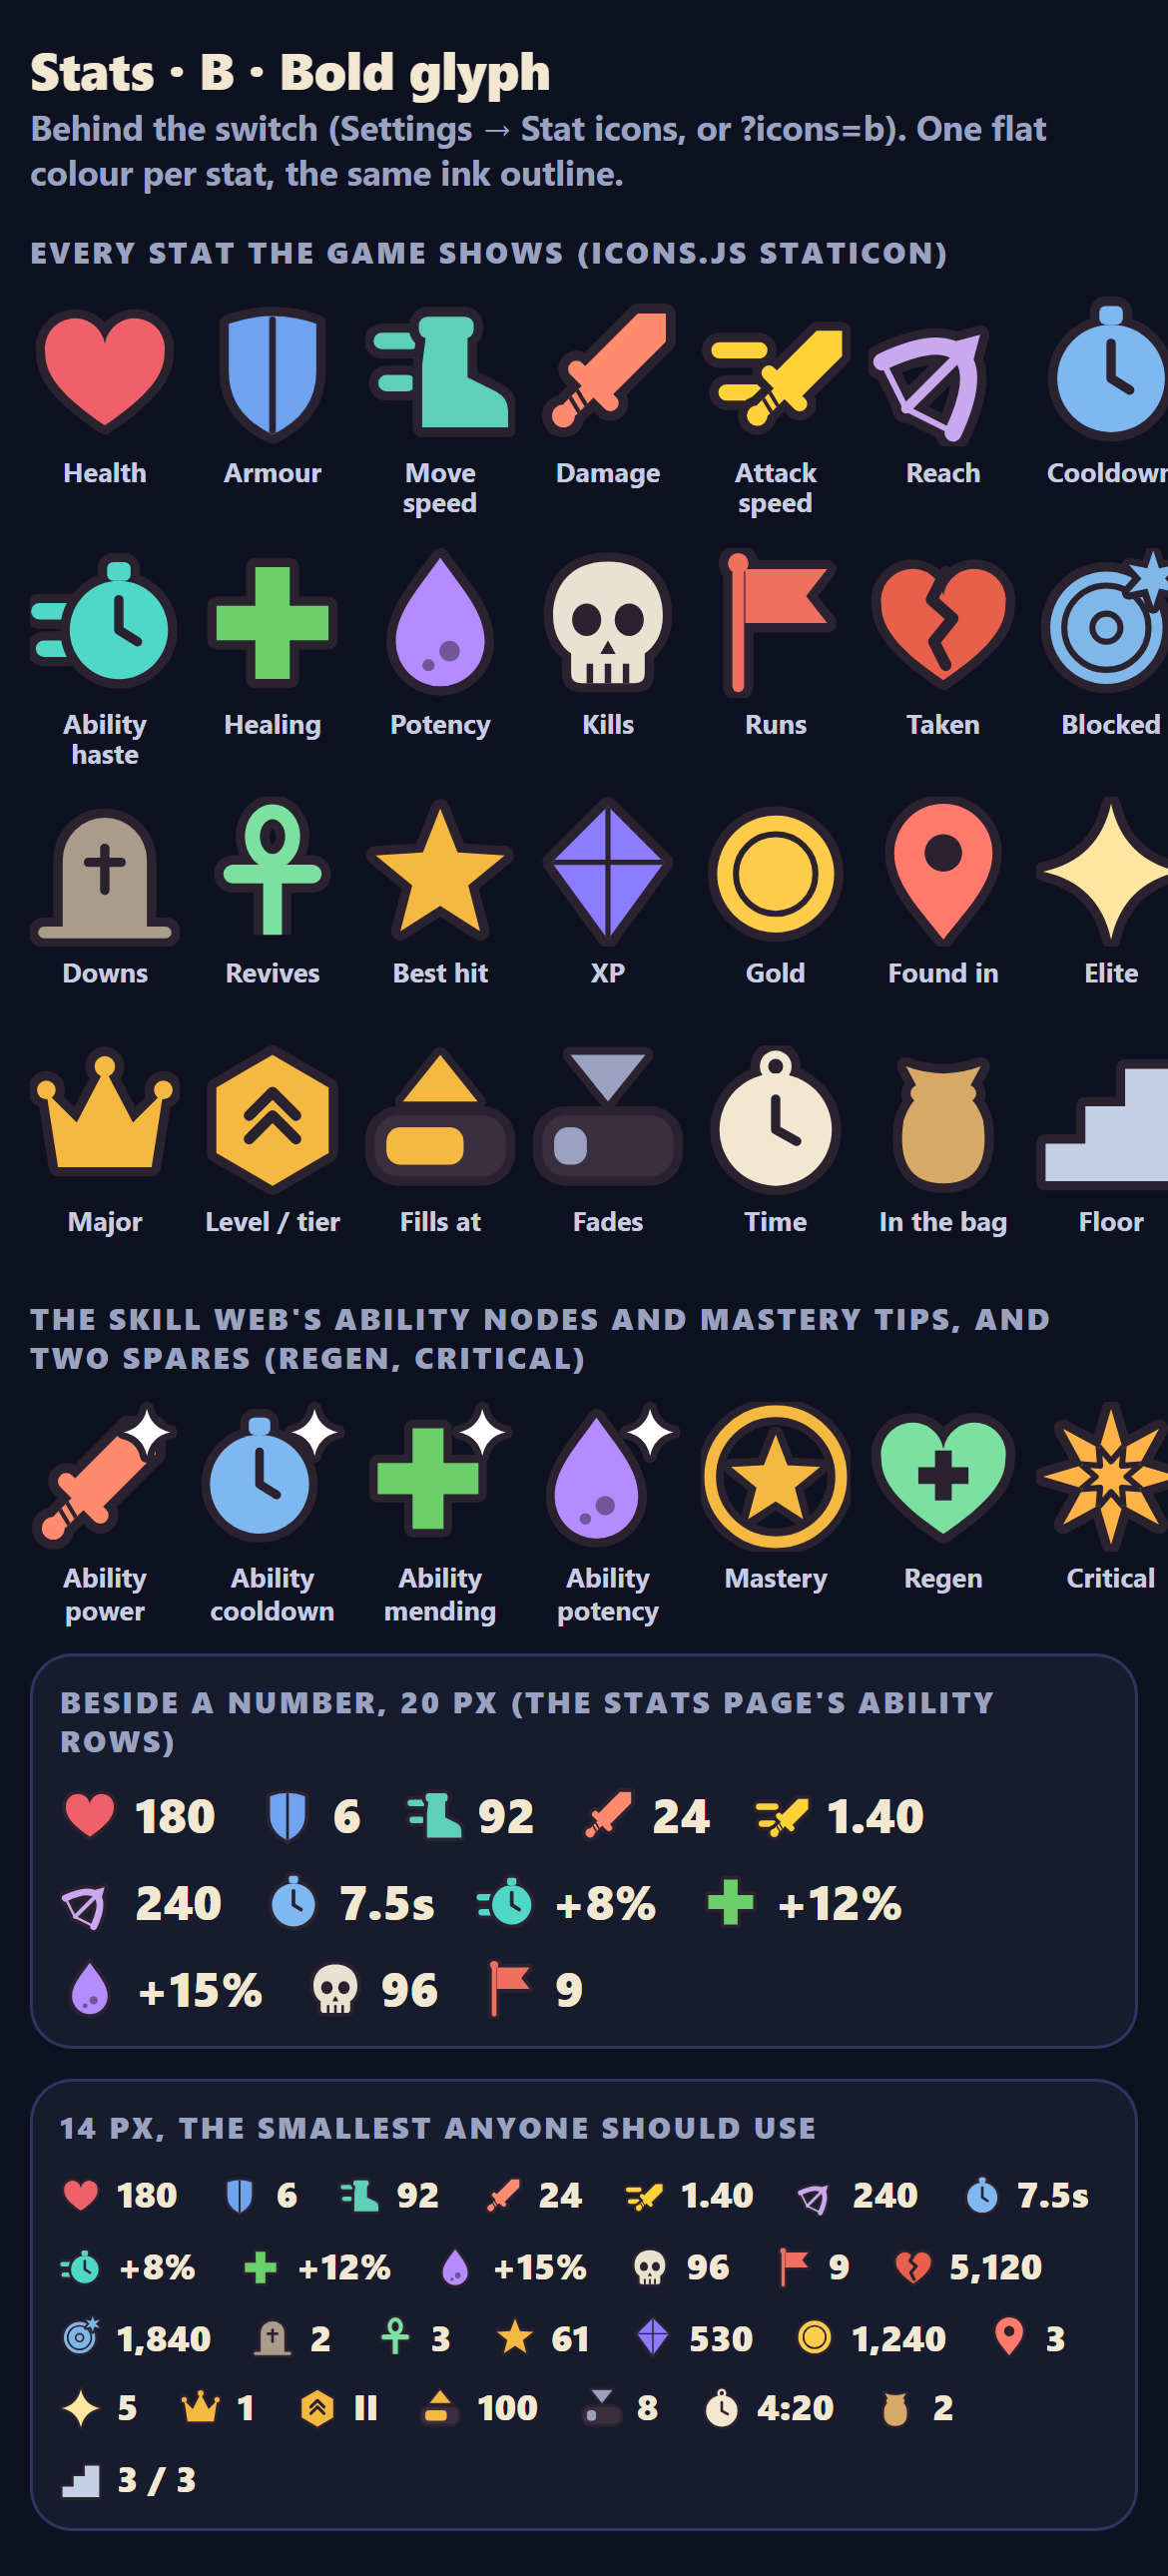 Stats · B · Bold glyph
Behind the switch (Settings → Stat icons, or ?icons=b). One flat
colour per stat, the same ink outline.
EVERY STAT THE GAME SHOWS (ICONS.JS STATICON)
Health Armour Move speed Damage Attack speed Reach Cooldown
Ability haste Healing Potency Kills Runs Taken Blocked
Downs Revives Best hit XP Gold Found in Elite
Major Level / tier Fills at Fades Time In the bag Floor
THE SKILL WEB'S ABILITY NODES AND MASTERY TIPS, AND
TWO SPARES (REGEN, CRITICAL)
Ability power Ability cooldown Ability mending Ability potency Mastery Regen Critical
BESIDE A NUMBER, 20 PX (THE STATS PAGE'S ABILITY
ROWS)
180 6 92 24 1.40
240 7.5s +8% +12%
+15% 96 9
14 PX, THE SMALLEST ANYONE SHOULD USE
180 6 92 24 1.40 240 7.5s
+8% +12% +15% 96 9 5,120
1,840 2 3 61 530 1,240 3
5 1 II 100 8 4:20 2
3 / 3